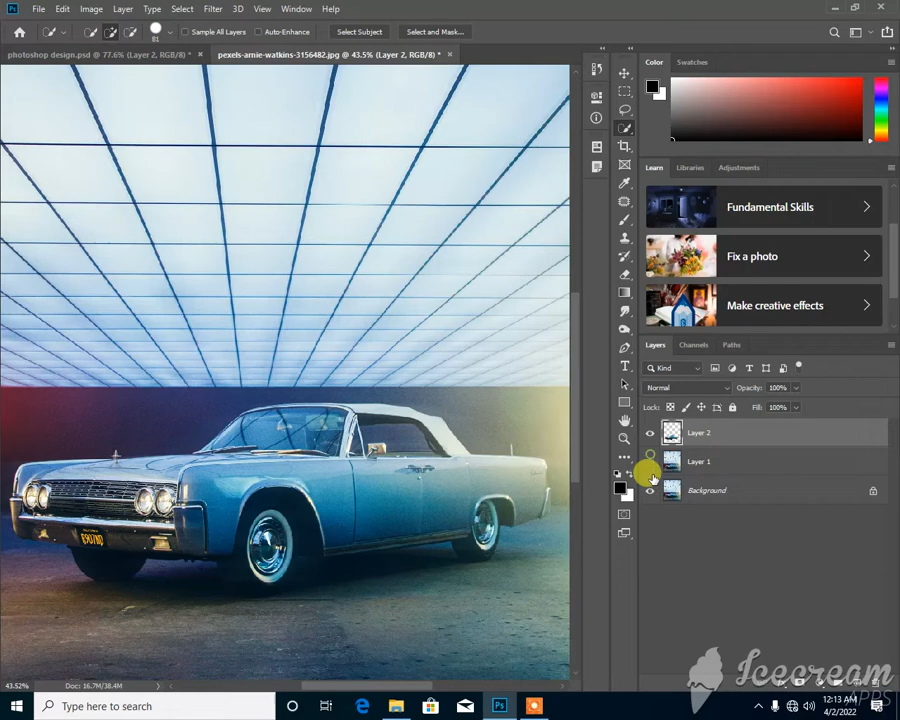 Ps File Edit Image Layer Type Select Filter 3D View Window Help
81 Sample All Layers Auto-Enhance Select Subject Select and Mask...
photoshop design.psd @ 77.6% (Layer 2, RGB/8) * × pexels-arnie-watkins-3156482.jpg @ 43.5% (Layer 2, RGB/8) * ×
Color Swatches
Learn Libraries Adjustments
Fundamental Skills
Fix a photo
Make creative effects
Layers Channels Paths
Kind
Normal Opacity: 100%
Lock: Fill: 100%
Layer 2
Layer 1
Background
43.52% Doc: 16.7M/38.4M
Icecream
APPS
Type here to search
12:13 AM
4/2/2022